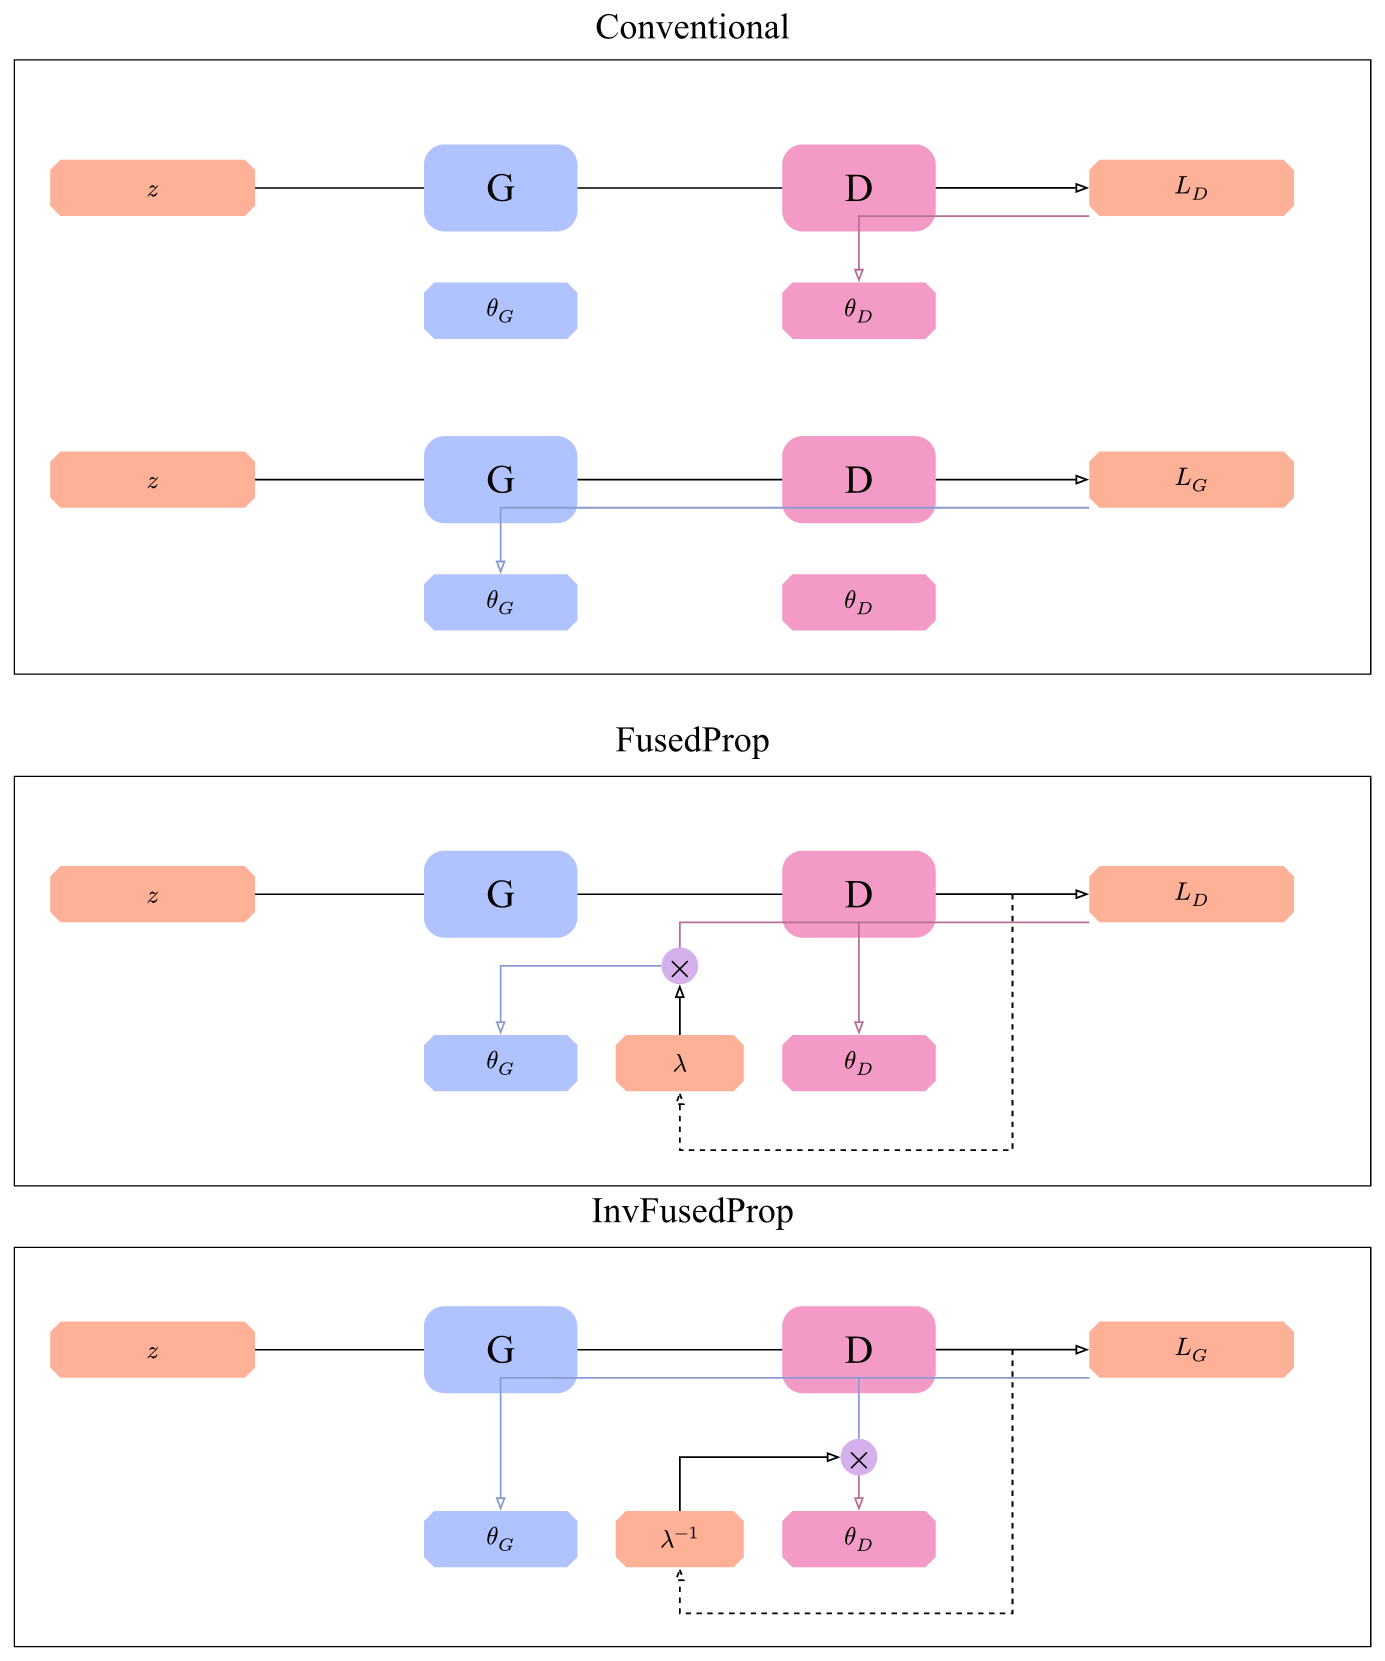 Conventional
z G D L_D
θ_G θ_D
z G D L_G
θ_G θ_D
FusedProp
z G D L_D
×
θ_G λ θ_D
InvFusedProp
z G D L_G
×
θ_G λ⁻¹ θ_D